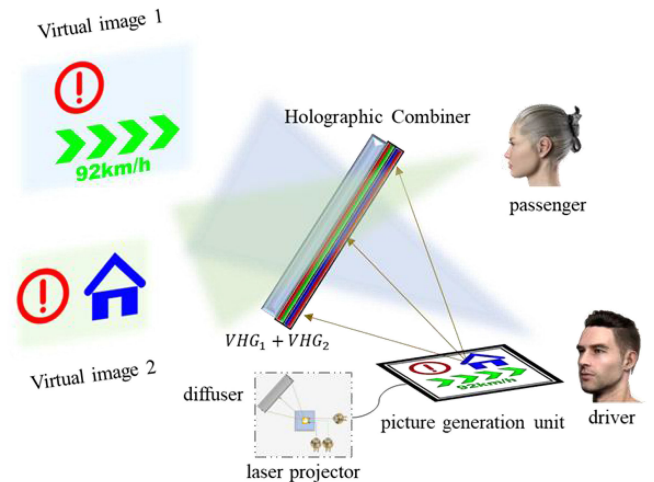 Virtual image 1
92km/h
Holographic Combiner
passenger
VHG1 + VHG2
Virtual image 2
diffuser
92km/h
picture generation unit
driver
laser projector